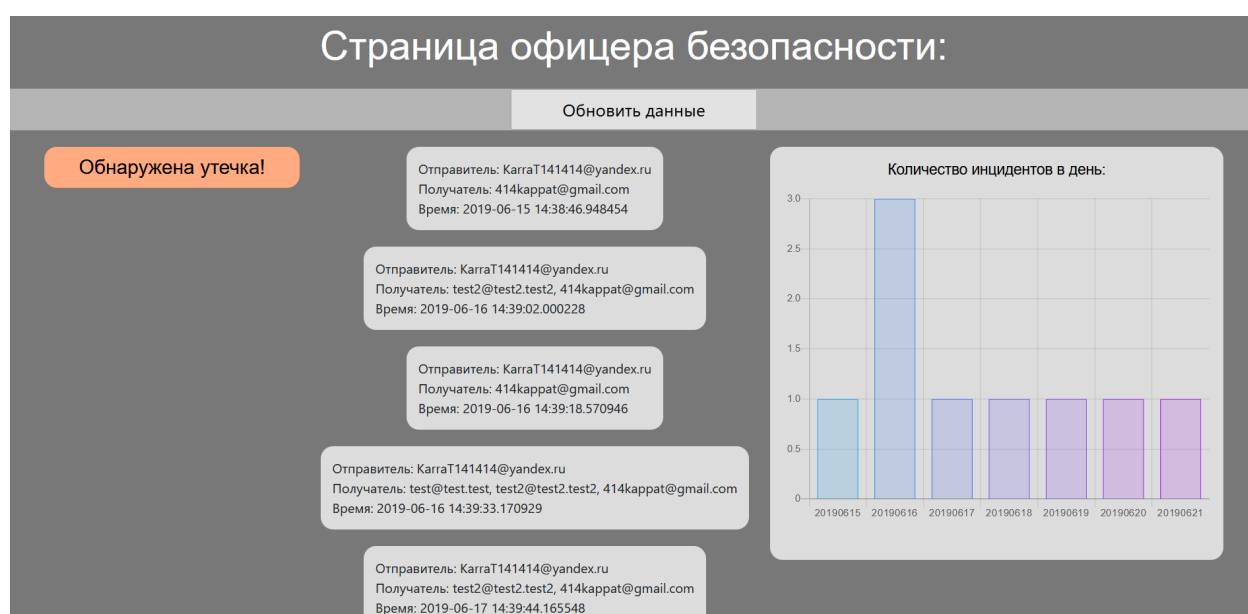 Страница офицера безопасности:
Обновить данные
Обнаружена утечка!
Отправитель: KarraT141414@yandex.ru
Получатель: 414kappat@gmail.com
Время: 2019-06-15 14:38:46.948454
Отправитель: KarraT141414@yandex.ru
Получатель: test2@test2.test2, 414kappat@gmail.com
Время: 2019-06-16 14:39:02.000228
Отправитель: KarraT141414@yandex.ru
Получатель: 414kappat@gmail.com
Время: 2019-06-16 14:39:18.570946
Отправитель: KarraT141414@yandex.ru
Получатель: test@test.test, test2@test2.test2, 414kappat@gmail.com
Время: 2019-06-16 14:39:33.170929
Отправитель: KarraT141414@yandex.ru
Получатель: test2@test2.test2, 414kappat@gmail.com
Время: 2019-06-17 14:39:44.165548
Количество инцидентов в день:
3.0
2.5
2.0
1.5
1.0
0.5
0
20190615 20190616 20190617 20190618 20190619 20190620 20190621